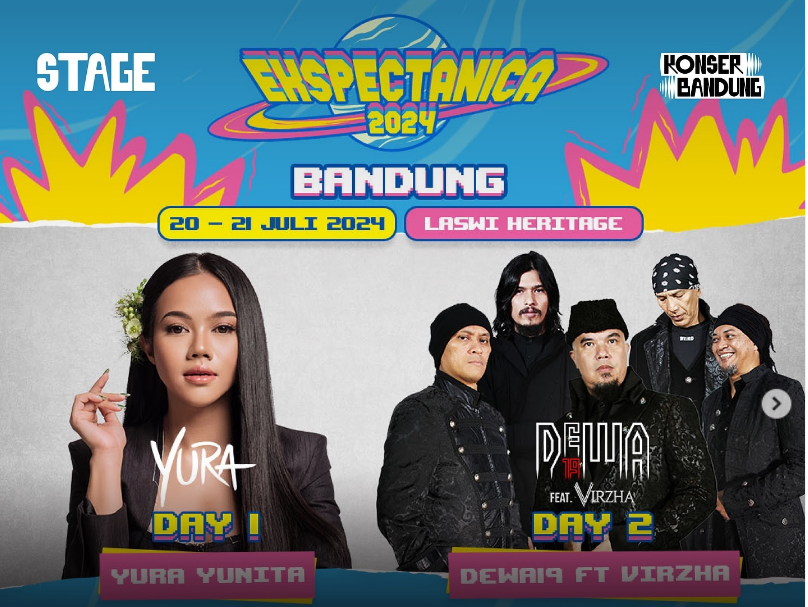 STAGE
EKSPECTANICA
2024
KONSER
BANDUNG
BANDUNG
20 - 21 JULI 2024
LASWI HERITAGE
YURA
DAY 1
YURA YUNITA
DEWA
19
FEAT. VIRZHA
DAY 2
DEWA19 FT VIRZHA